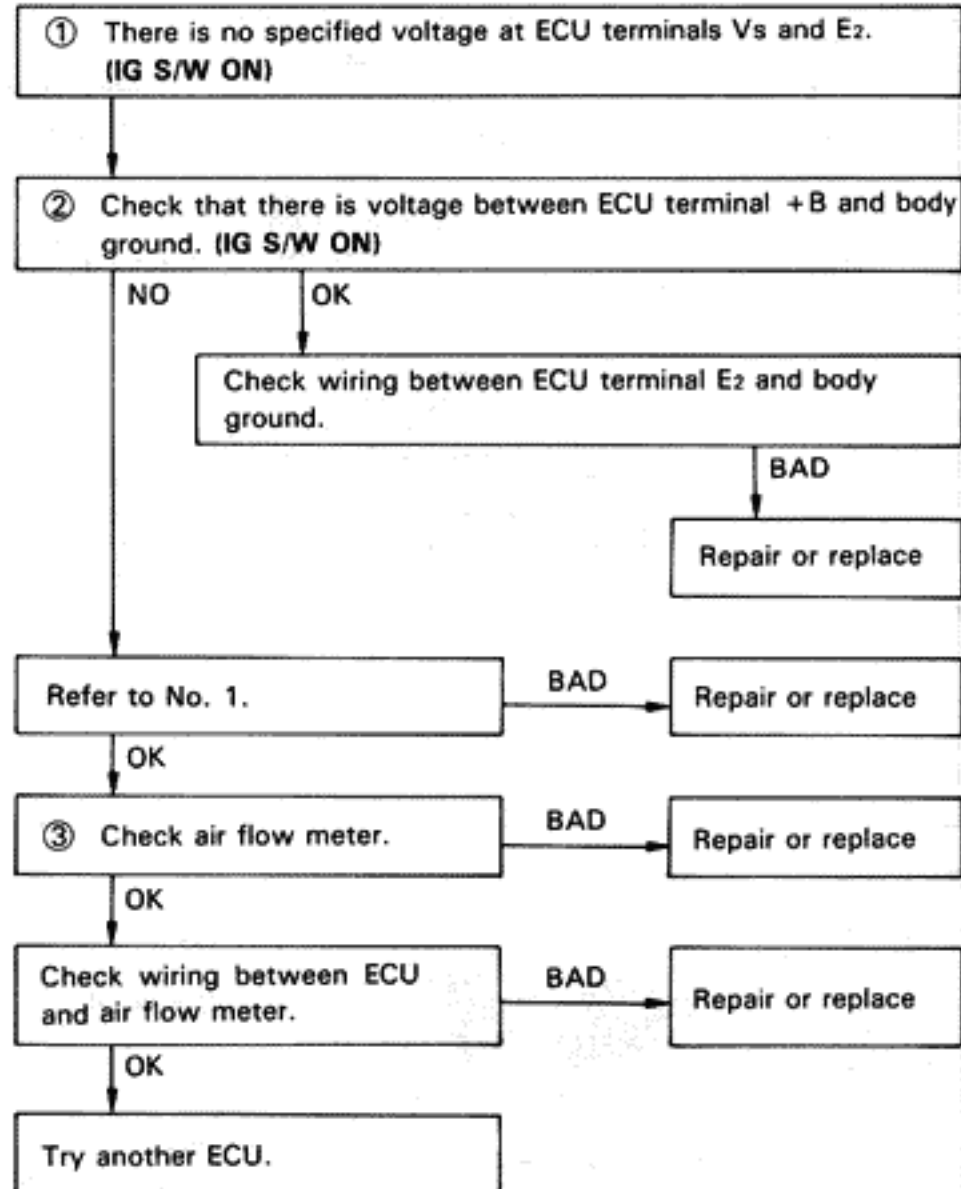 ① There is no specified voltage at ECU terminals Vs and E₂.
(IG S/W ON)
② Check that there is voltage between ECU terminal +B and body
ground. (IG S/W ON)
NO
OK
Check wiring between ECU terminal E₂ and body
ground.
BAD
Repair or replace
Refer to No. 1.
BAD
Repair or replace
OK
③ Check air flow meter.
BAD
Repair or replace
OK
Check wiring between ECU
and air flow meter.
BAD
Repair or replace
OK
Try another ECU.